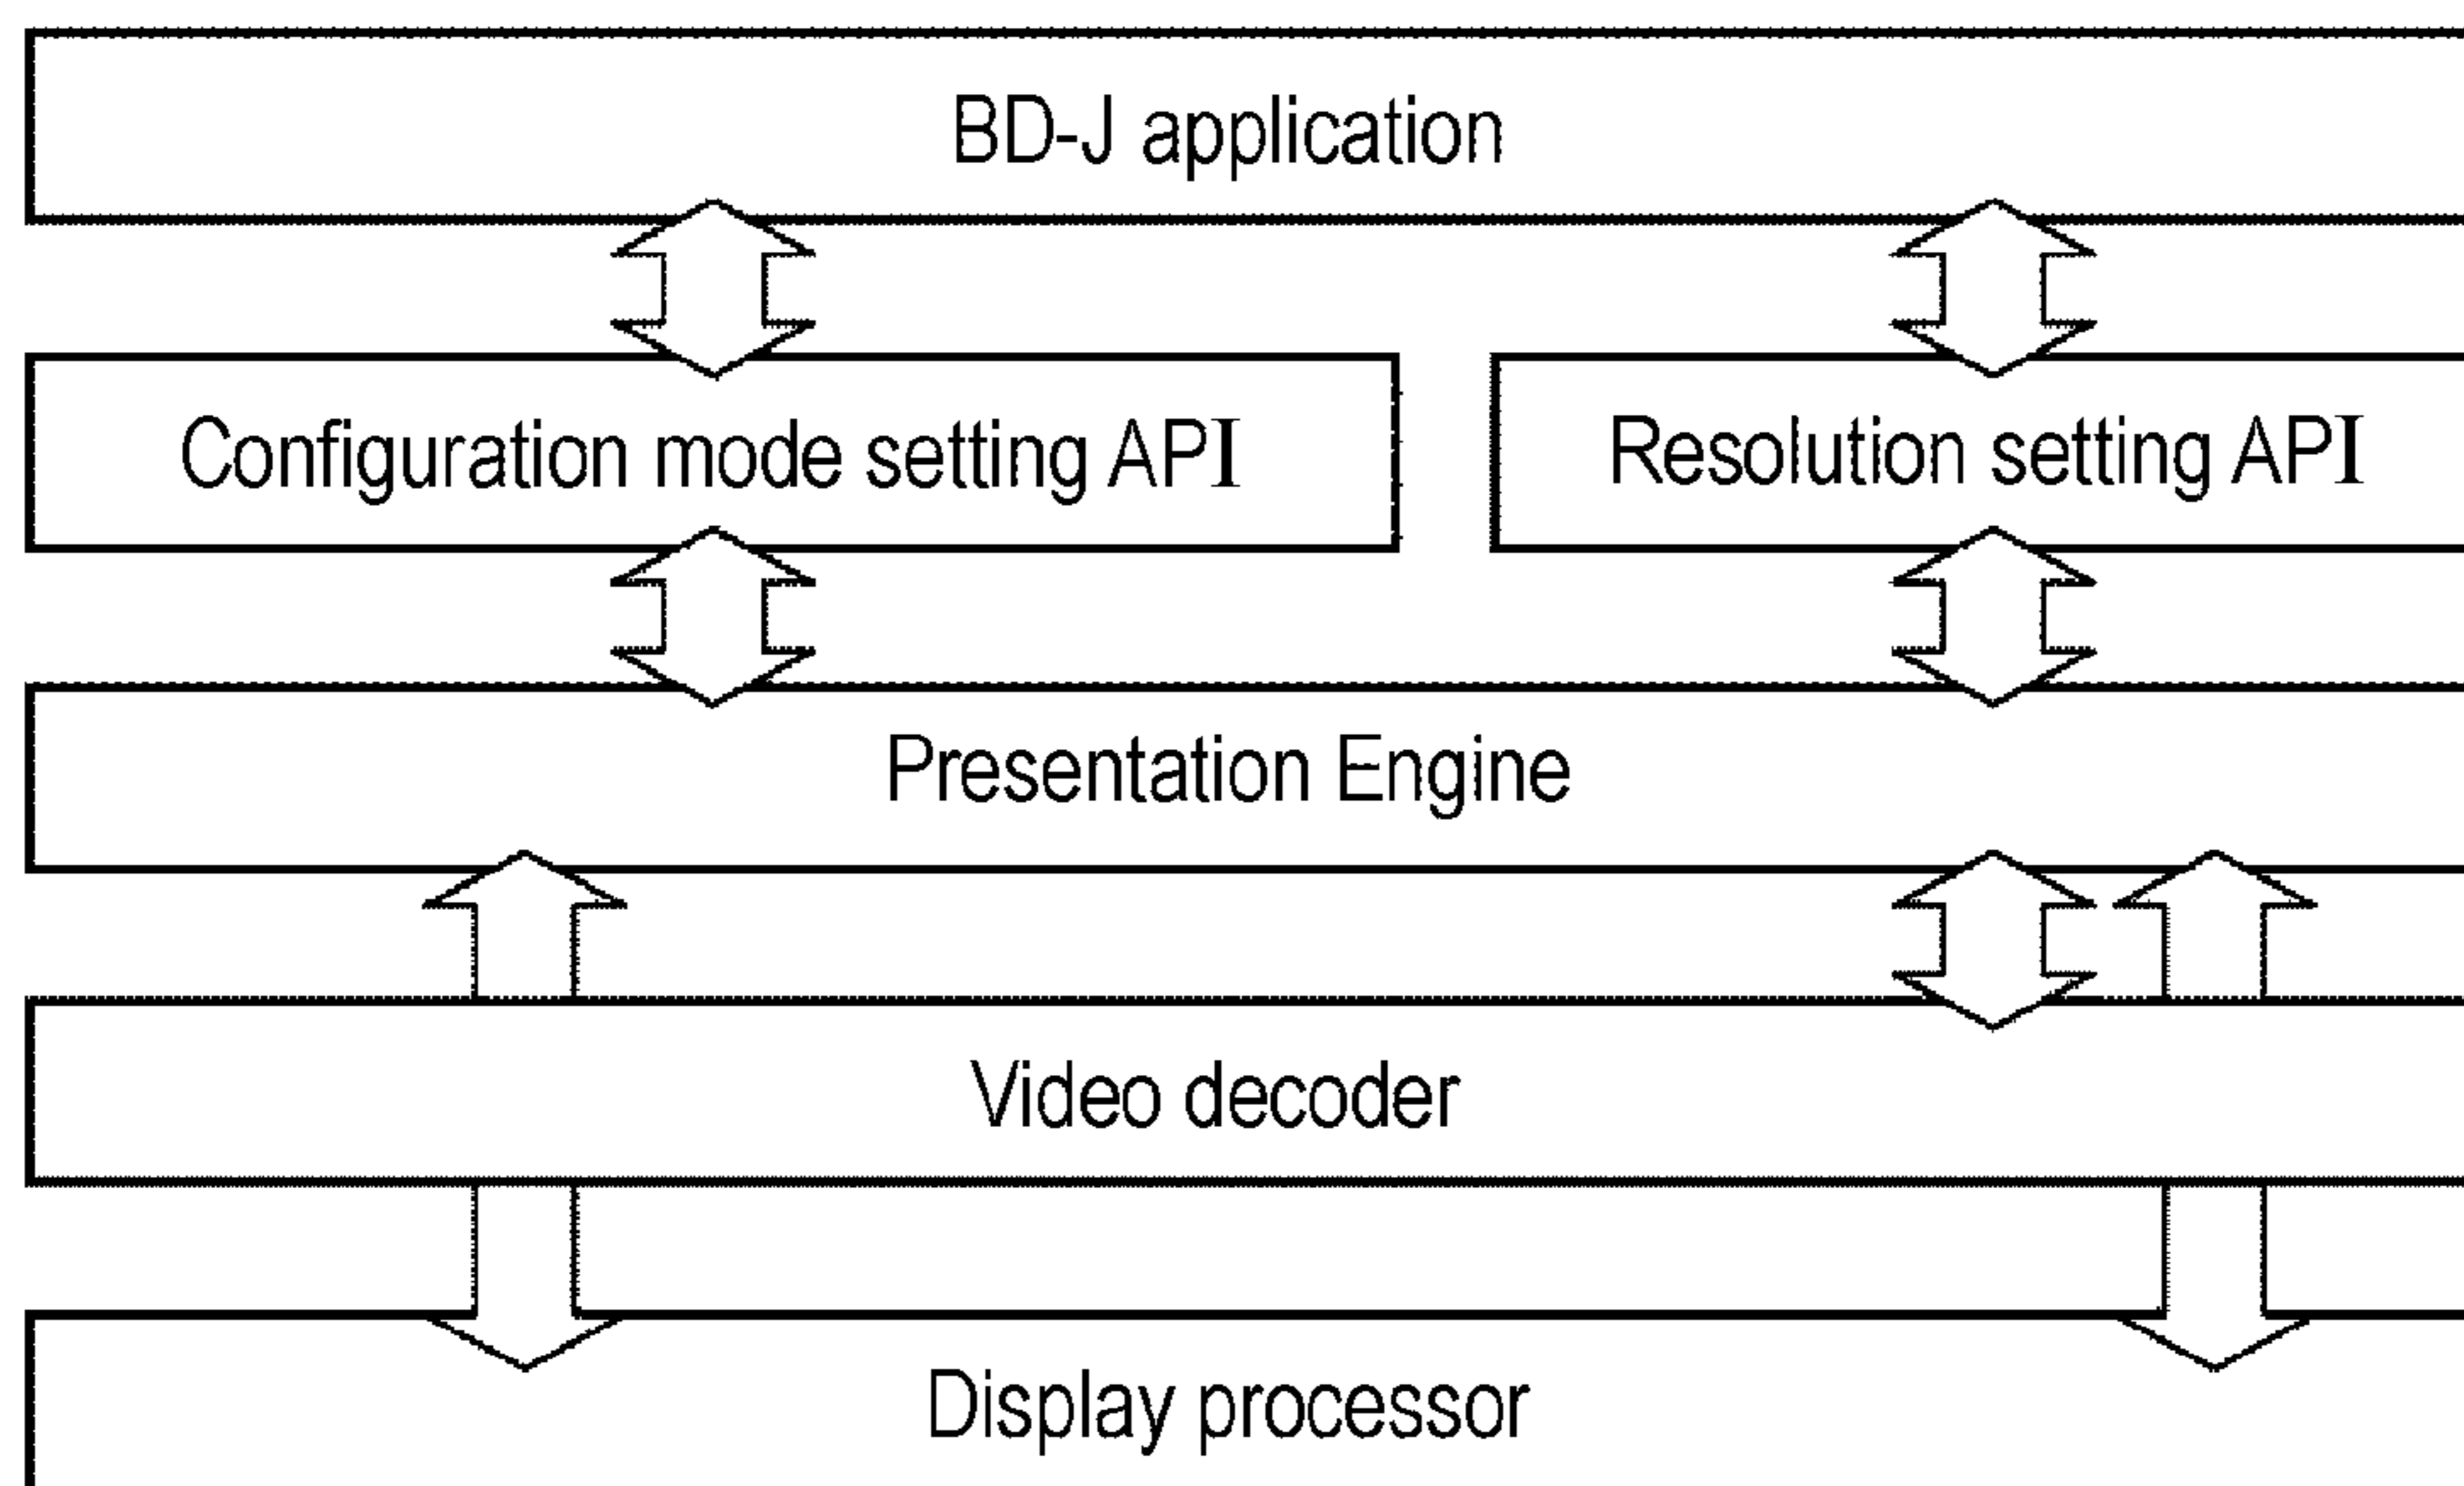 BD-J application
Configuration mode setting API
Resolution setting API
Presentation Engine
Video decoder
Display processor